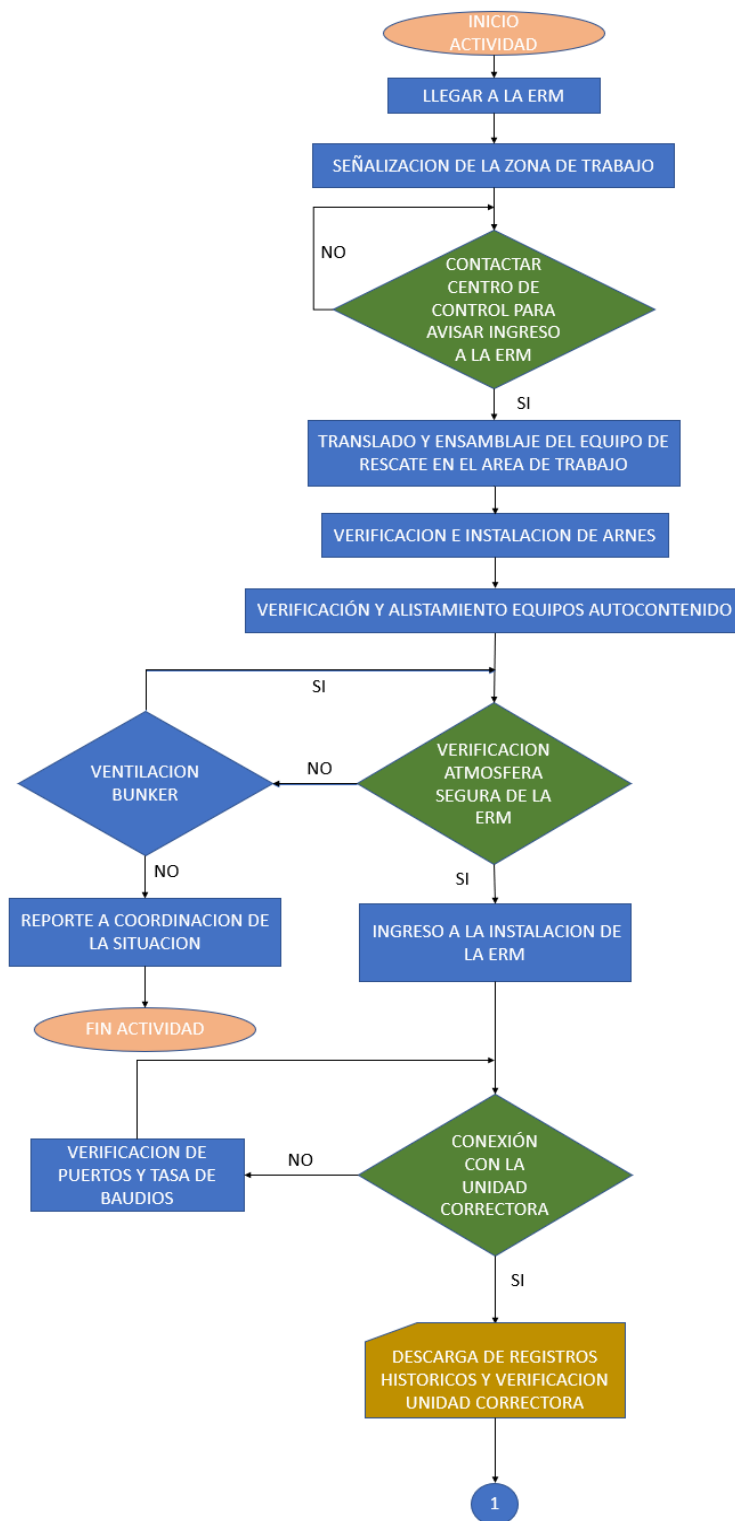 INICIO
ACTIVIDAD
LLEGAR A LA ERM
SEÑALIZACION DE LA ZONA DE TRABAJO
NO
CONTACTAR
CENTRO DE
CONTROL PARA
AVISAR INGRESO
A LA ERM
SI
TRANSLADO Y ENSAMBLAJE DEL EQUIPO DE
RESCATE EN EL AREA DE TRABAJO
VERIFICACION E INSTALACION DE ARNES
VERIFICACIÓN Y ALISTAMIENTO EQUIPOS AUTOCONTENIDO
SI
VENTILACION
BUNKER
NO
VERIFICACION
ATMOSFERA
SEGURA DE LA
ERM
NO
SI
REPORTE A COORDINACION DE
LA SITUACION
INGRESO A LA INSTALACION DE
LA ERM
FIN ACTIVIDAD
VERIFICACION DE
PUERTOS Y TASA DE
BAUDIOS
NO
CONEXIÓN
CON LA
UNIDAD
CORRECTORA
SI
DESCARGA DE REGISTROS
HISTORICOS Y VERIFICACION
UNIDAD CORRECTORA
1